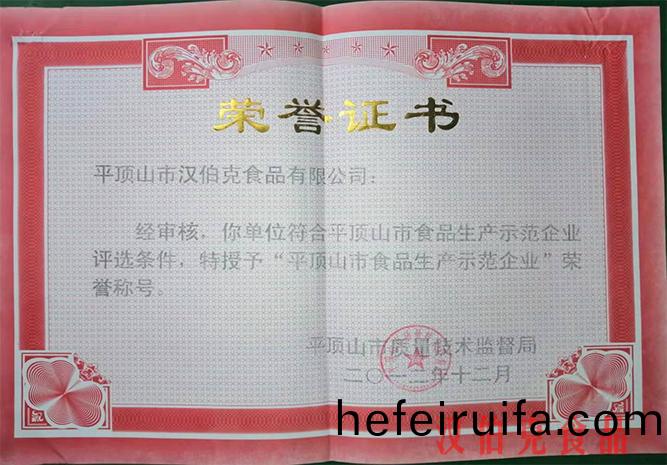 荣誉证书
平顶山市汉伯克食品有限公司：
经审核，你单位符合平顶山市食品生产示范企业
评选条件，特授予“平顶山市食品生产示范企业”荣
誉称号。
平顶山市质量技术监督局
二〇一二年十二月
hefeiruifa.com
汉伯克食品